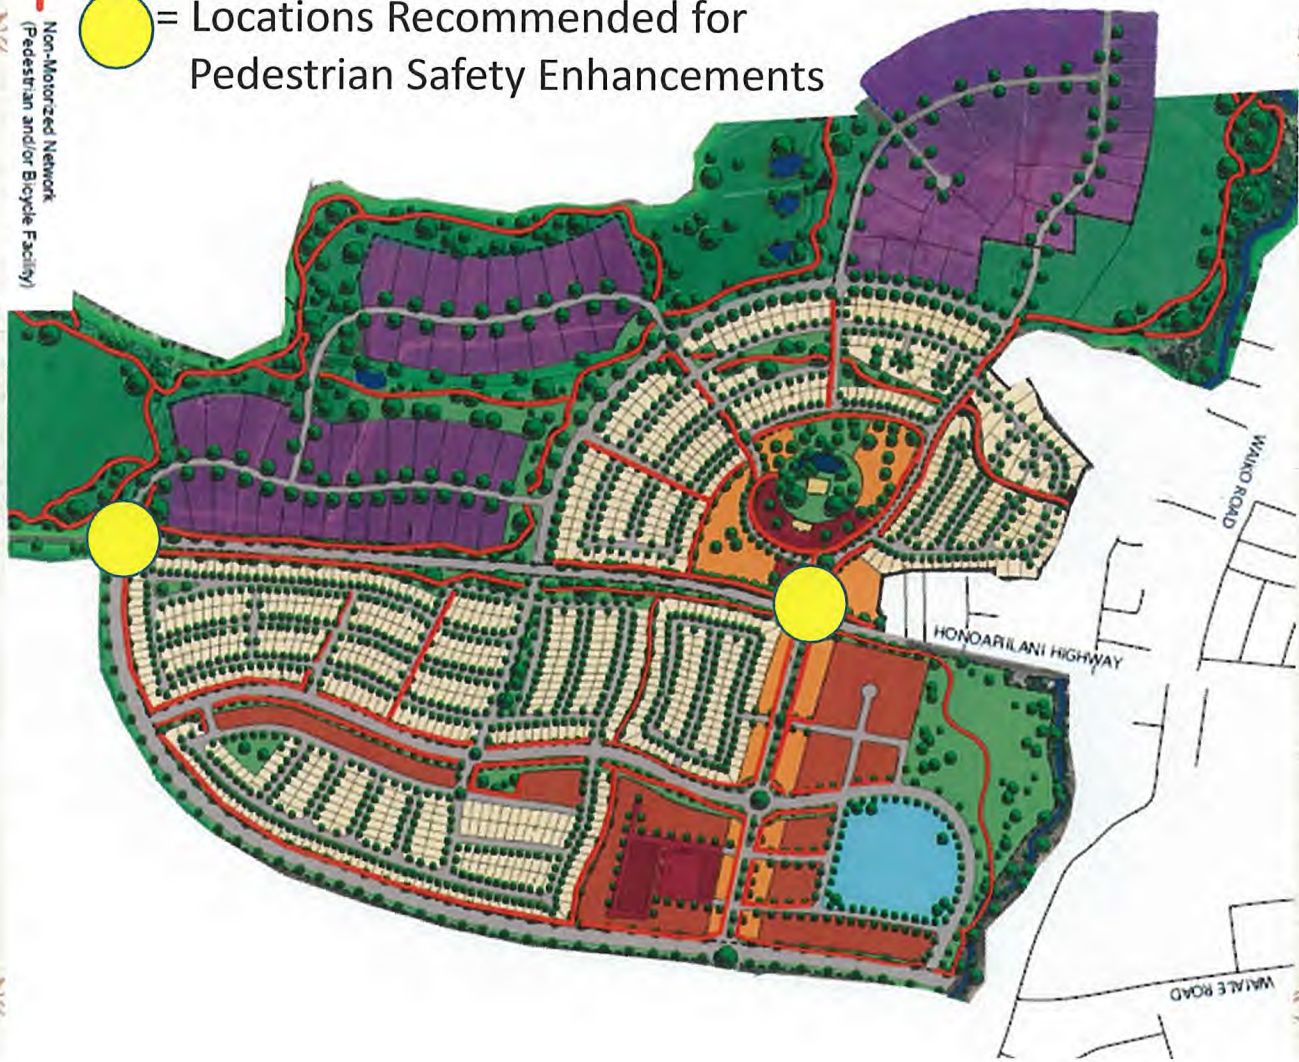 = Locations Recommended for
Pedestrian Safety Enhancements
Non-Motorized Network
(Pedestrian and/or Bicycle Facility)
WAIKO ROAD
HONOAPIILANI HIGHWAY
WAIALE ROAD